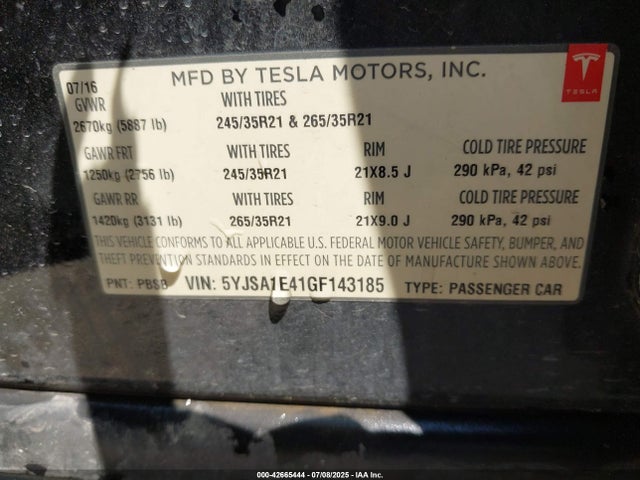 07/16 MFD BY TESLA MOTORS, INC.
TESLA
GVWR WITH TIRES
2670kg (5887 lb) 245/35R21 & 265/35R21
GAWR FRT WITH TIRES RIM COLD TIRE PRESSURE
1250kg (2756 lb) 245/35R21 21X8.5 J 290 kPa, 42 psi
GAWR RR WITH TIRES RIM COLD TIRE PRESSURE
1420kg (3131 lb) 265/35R21 21X9.0 J 290 kPa, 42 psi
THIS VEHICLE CONFORMS TO ALL APPLICABLE U.S. FEDERAL MOTOR VEHICLE SAFETY, BUMPER, AND
THEFT PREVENTION STANDARDS IN EFFECT ON THE DATE OF MANUFACTURE SHOWN ABOVE.
PNT: PBSB VIN: 5YJSA1E41GF143185 TYPE: PASSENGER CAR
000-42665444 - 07/08/2025 - IAA Inc.